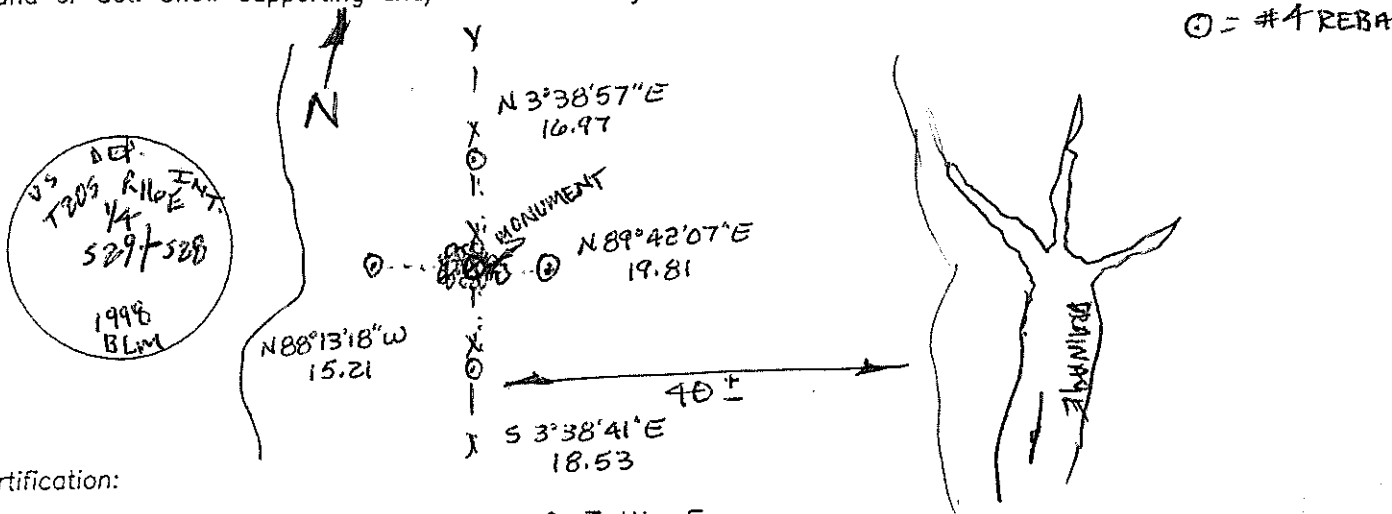 ⊙ = #4 REBA
N
N 3°38'57"E
16.97
MONUMENT
US DEP. INT.
T20S R16E
1/4
S29 S28
1998
BLM
N 89°42'07"E
19.81
N88°13'18"W
15.21
40 ±
DRAINAGE
S 3°38'41"E
18.53
rtification: